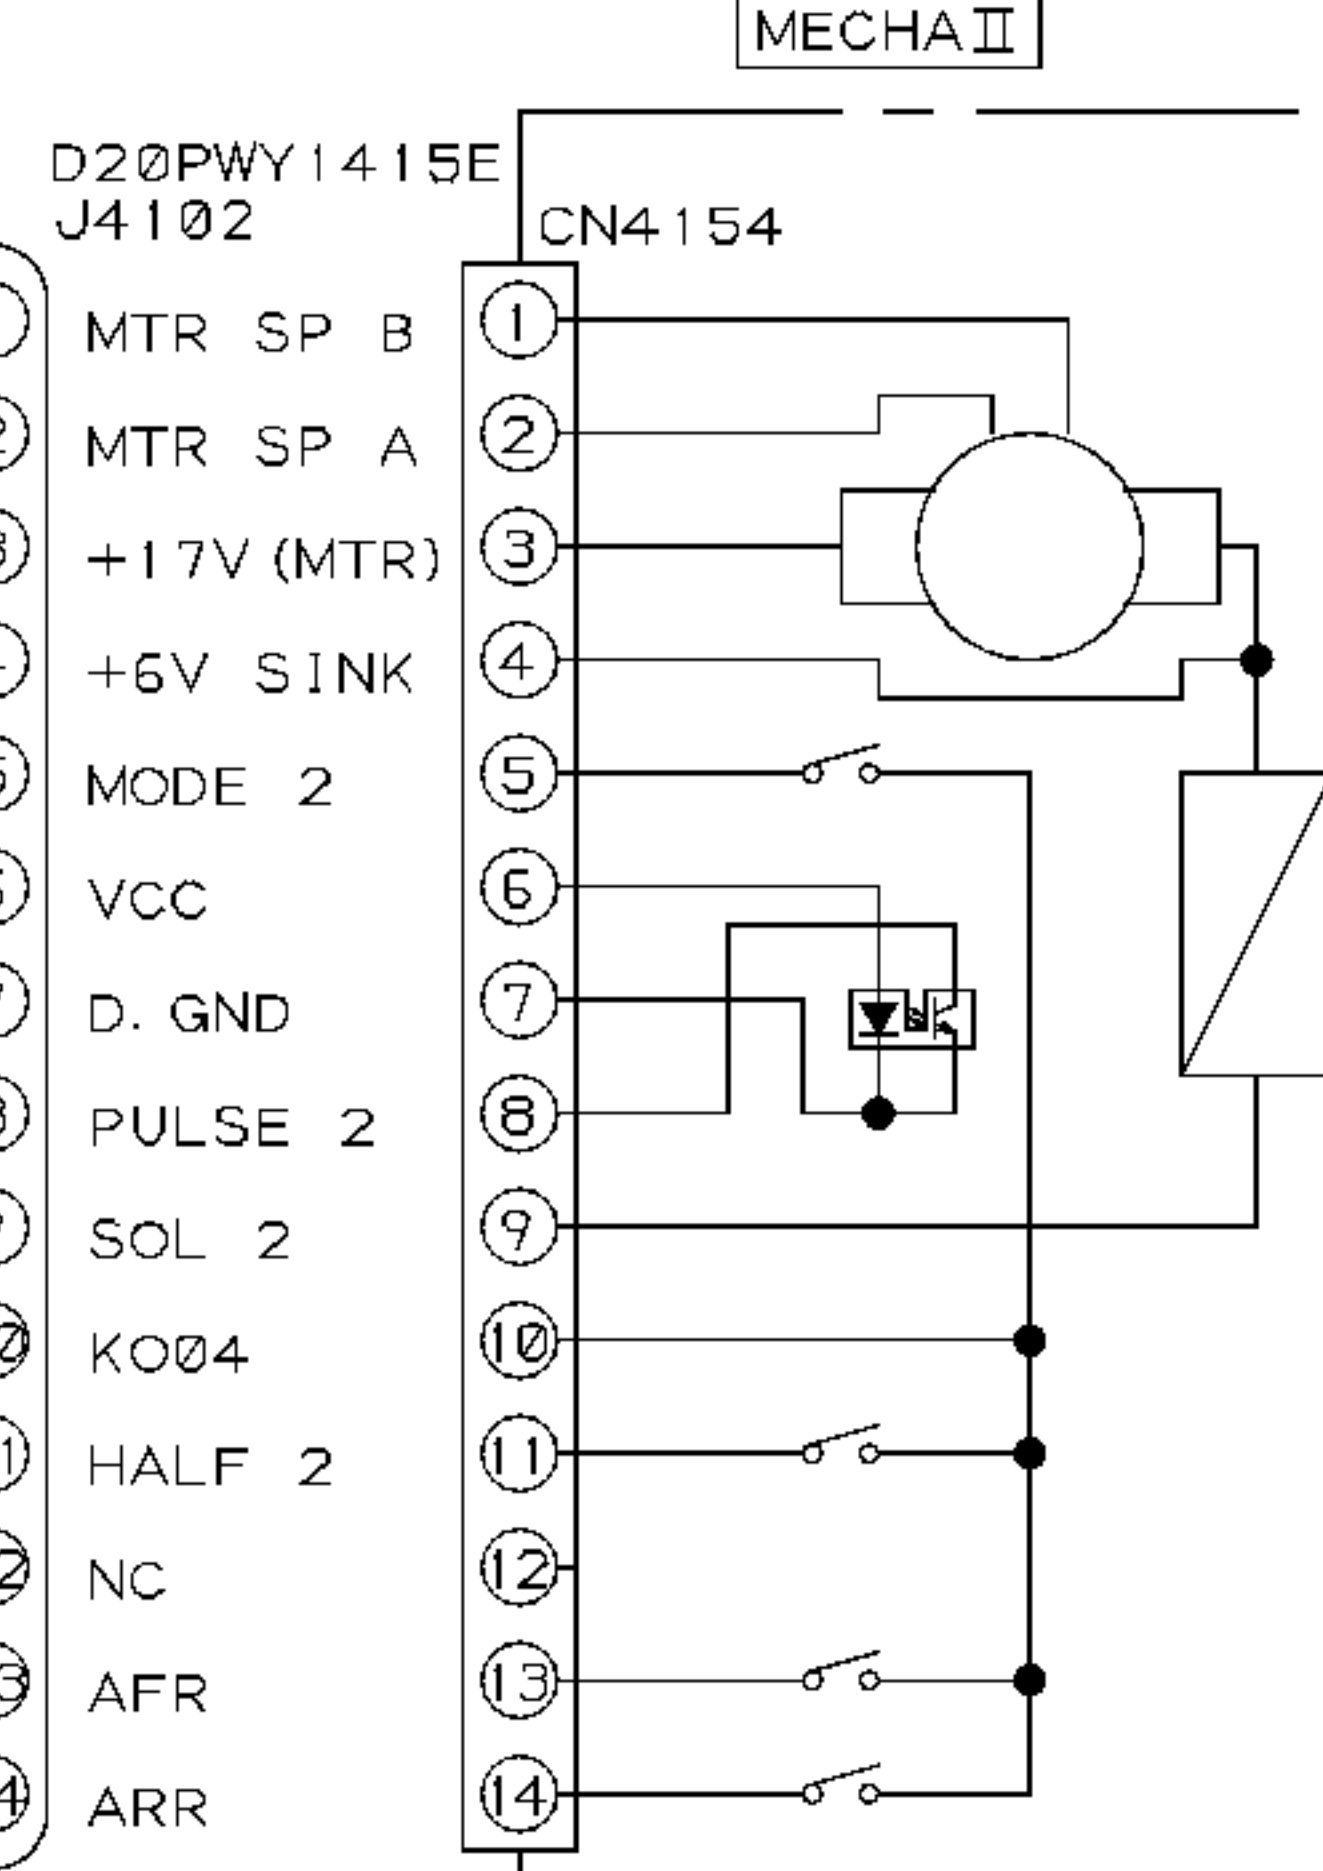 MECHA II
D20PWY1415E
J4102
CN4154
MTR SP B 1
MTR SP A 2
+17V (MTR) 3
+6V SINK 4
MODE 2 5
VCC 6
D.GND 7
PULSE 2 8
SOL 2 9
KO04 10
HALF 2 11
NC 12
AFR 13
ARR 14